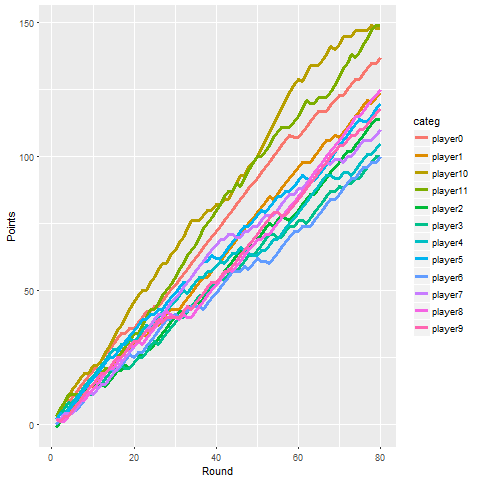 150
100
50
0
Points
0
20
40
60
80
Round
categ
player0
player1
player10
player11
player2
player3
player4
player5
player6
player7
player8
player9